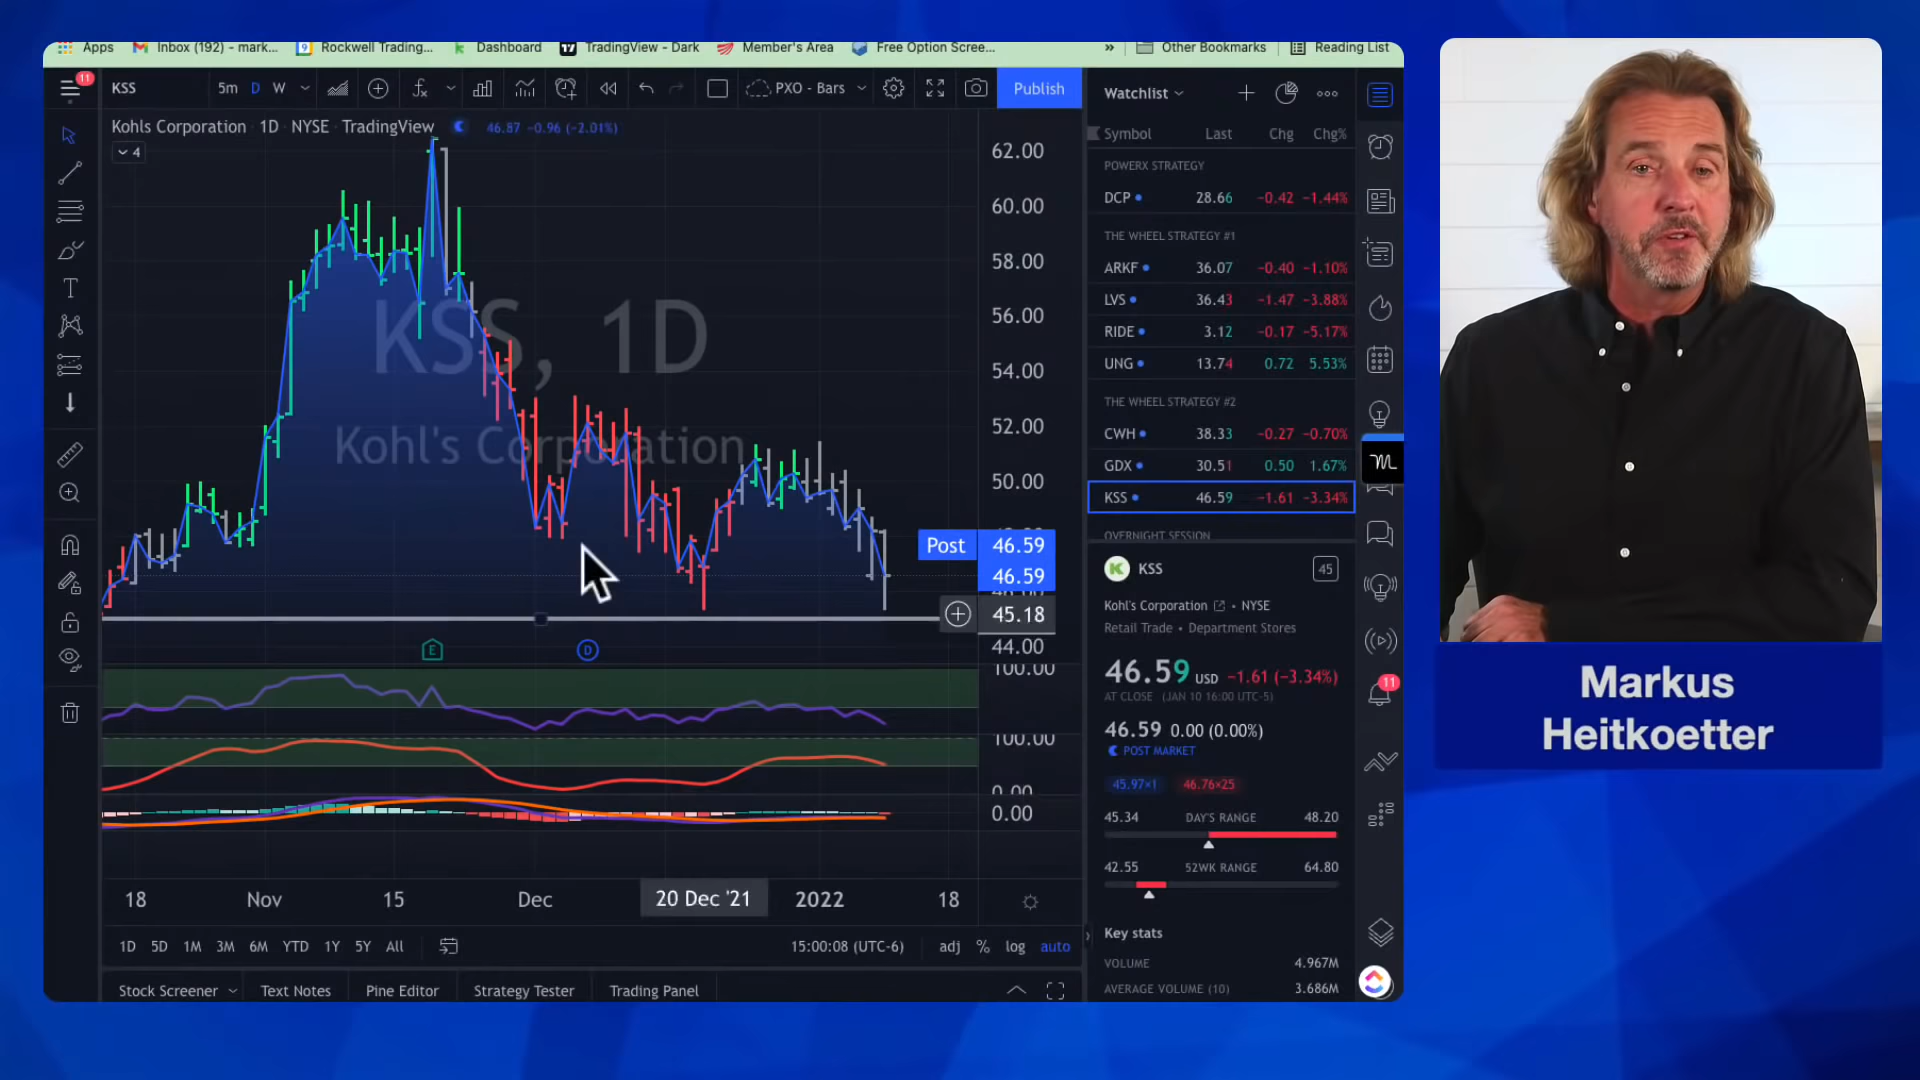 Apps
Inbox (192) - mark...
Rockwell Trading...
Dashboard
TradingView - Dark
Member's Area
Free Option Scree...
»
Other Bookmarks
Reading List
11
KSS
5m D W
PXO - Bars
Publish
Kohls Corporation 1D NYSE TradingView
46.87 -0.96 (-2.01%)
4
KSS, 1D
Kohl's Corporation
62.00
60.00
58.00
56.00
54.00
52.00
50.00
Post 46.59
46.59
45.18
44.00
E
D
100.00
100.00
0.00
0.00
18 Nov 15 Dec 20 Dec '21 2022 18
1D 5D 1M 3M 6M YTD 1Y 5Y All
15:00:08 (UTC-6) adj % log auto
Stock Screener Text Notes Pine Editor Strategy Tester Trading Panel
Watchlist
Symbol Last Chg Chg%
POWERX STRATEGY
DCP 28.66 -0.42 -1.44%
THE WHEEL STRATEGY #1
ARKF 36.07 -0.40 -1.10%
LVS 36.43 -1.47 -3.88%
RIDE 3.12 -0.17 -5.17%
UNG 13.74 0.72 5.53%
THE WHEEL STRATEGY #2
CWH 38.33 -0.27 -0.70%
GDX 30.51 0.50 1.67%
KSS 46.59 -1.61 -3.34%
OVERNIGHT SESSION
KSS 45
Kohl's Corporation • NYSE
Retail Trade • Department Stores
46.59 USD -1.61 (-3.34%)
AT CLOSE (JAN 10 16:00 UTC-5)
46.59 0.00 (0.00%)
POST MARKET
45.97×1 46.76×25
45.34 DAY'S RANGE 48.20
42.55 52WK RANGE 64.80
Key stats
VOLUME 4.967M
AVERAGE VOLUME (10) 3.686M
11
Markus
Heitkoetter